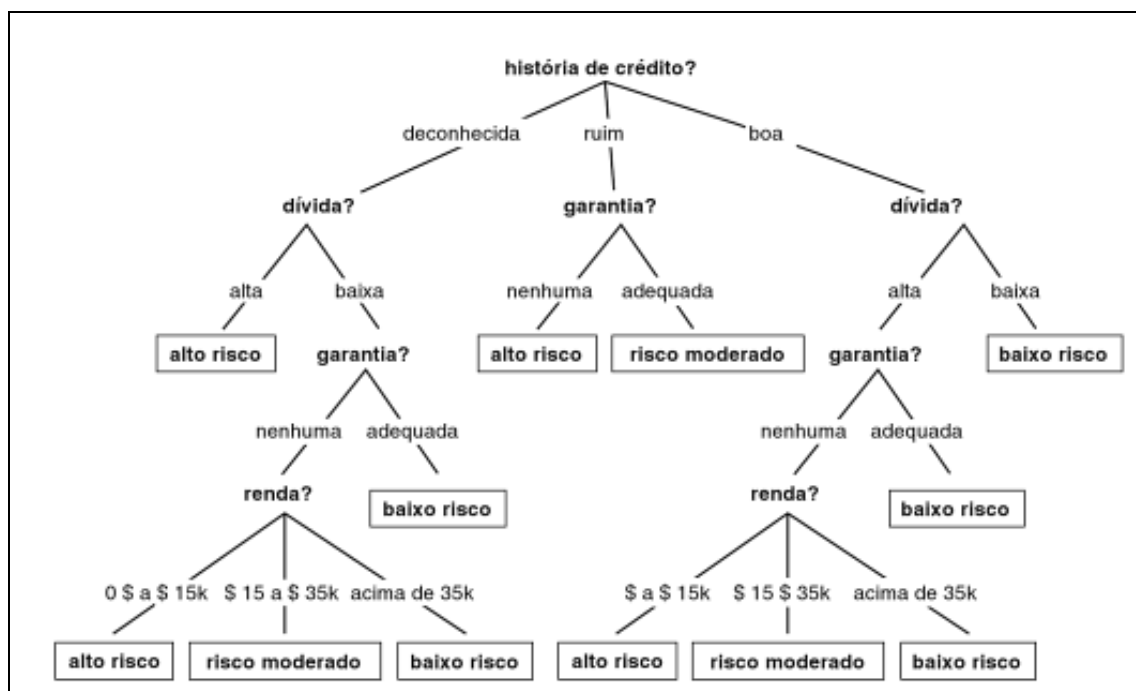 história de crédito?
deconhecida ruim boa
dívida? garantia? dívida?
alta baixa nenhuma adequada alta baixa
alto risco garantia? alto risco risco moderado garantia? baixo risco
nenhuma adequada nenhuma adequada
renda? baixo risco renda? baixo risco
0 $ a $ 15k $ 15 a $ 35k acima de 35k $ a $ 15k $ 15 $ 35k acima de 35k
alto risco risco moderado baixo risco alto risco risco moderado baixo risco